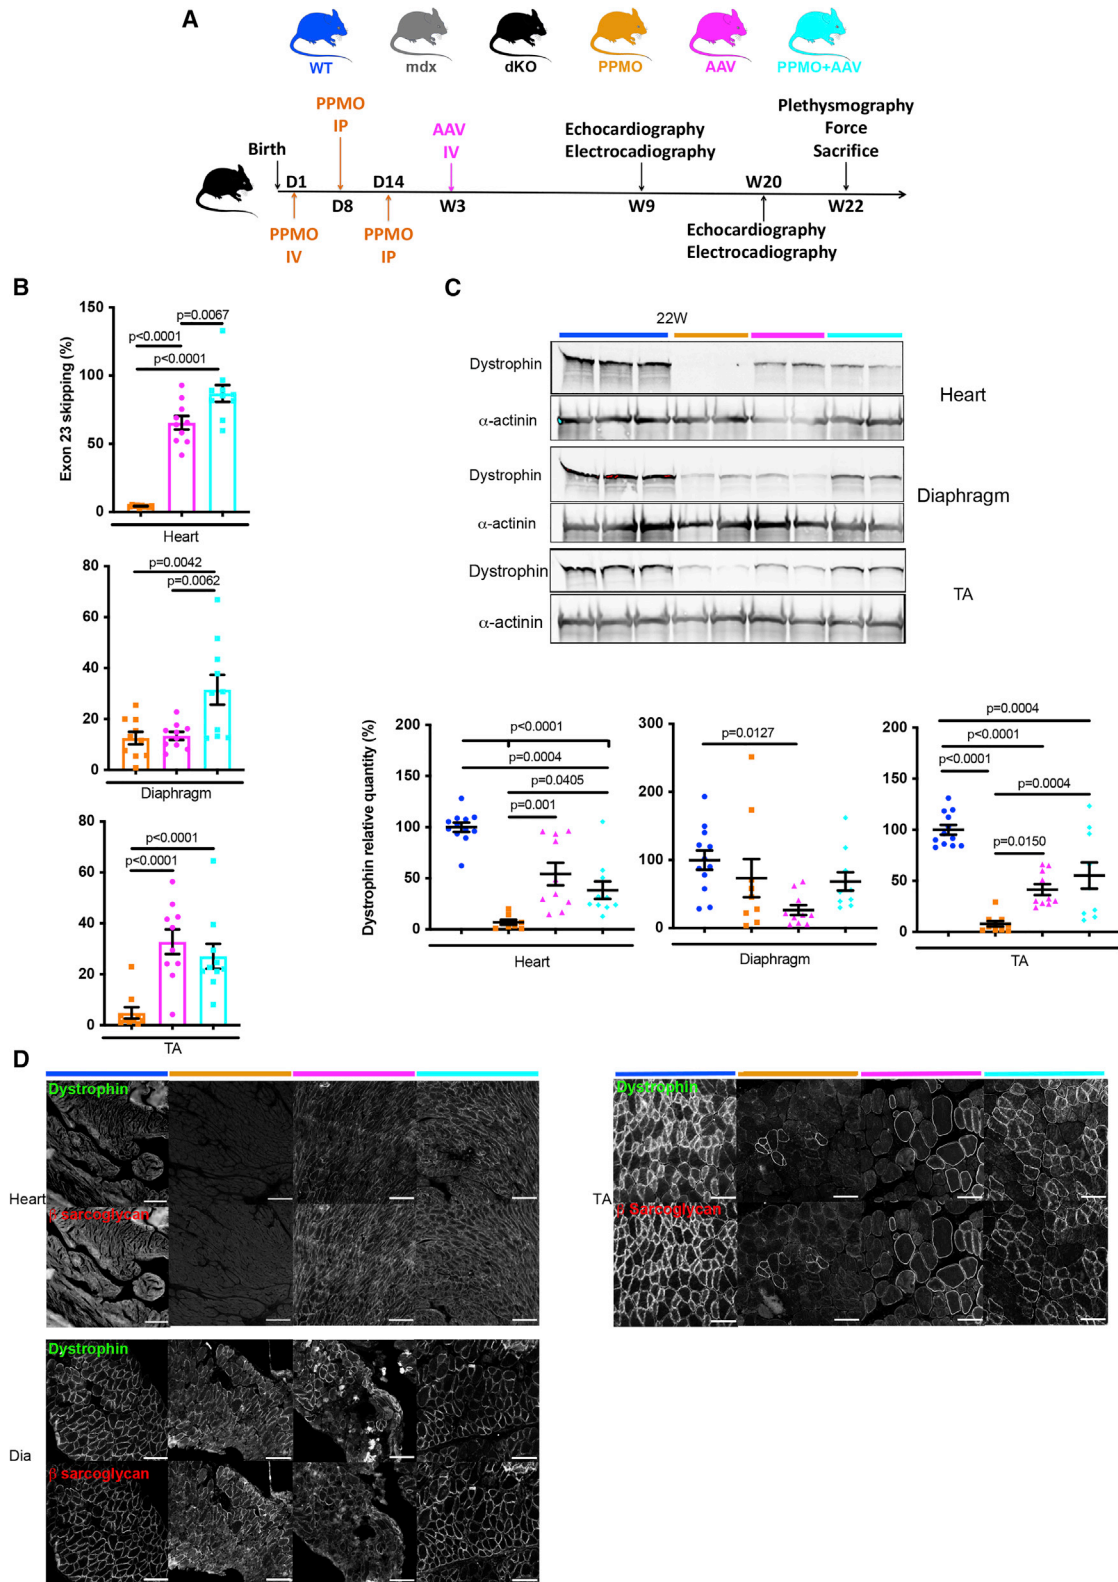 A
WT
mdx
dKO
PPMO
AAV
PPMO+AAV
PPMO
IP
AAV
IV
Echocardiography
Electrocadiography
Plethysmography
Force
Sacrifice
Birth
D1
D14
W20
D8
W3
W9
W22
PPMO
IV
PPMO
IP
Echocardiography
Electrocadiography
B
Exon 23 skipping (%)
150
100
50
0
p=0.0067
p<0.0001
p<0.0001
Heart
80
60
40
20
0
p=0.0042
p=0.0062
Diaphragm
80
60
40
20
0
p<0.0001
p<0.0001
TA
C
22W
Dystrophin
α-actinin
Heart
Dystrophin
α-actinin
Diaphragm
Dystrophin
α-actinin
TA
Dystrophin relative quantity (%)
200
150
100
50
0
p<0.0001
p=0.0004
p=0.0405
p=0.001
Heart
300
200
100
0
p=0.0127
Diaphragm
200
150
100
50
0
p=0.0004
p<0.0001
p<0.0001
p=0.0004
p=0.0150
TA
D
Dystrophin
Heart
β sarcoglycan
Dystrophin
TA
β Sarcoglycan
Dystrophin
Dia
β sarcoglycan